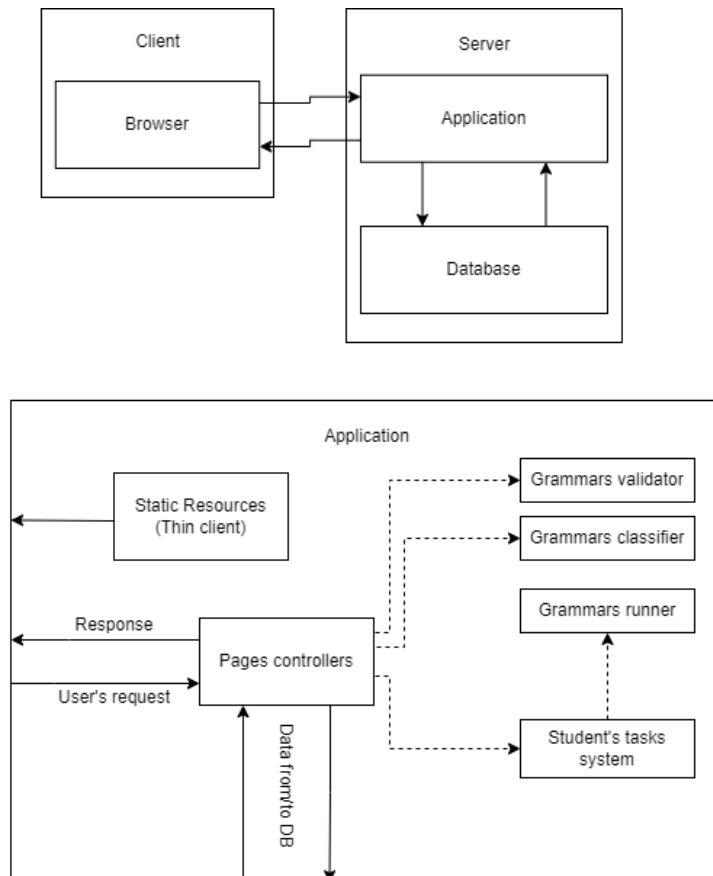 Client
Server
Browser
Application
Database
Application
Static Resources
(Thin client)
Grammars validator
Grammars classifier
Grammars runner
Response
Pages controllers
User's request
Data from/to DB
Student's tasks
system